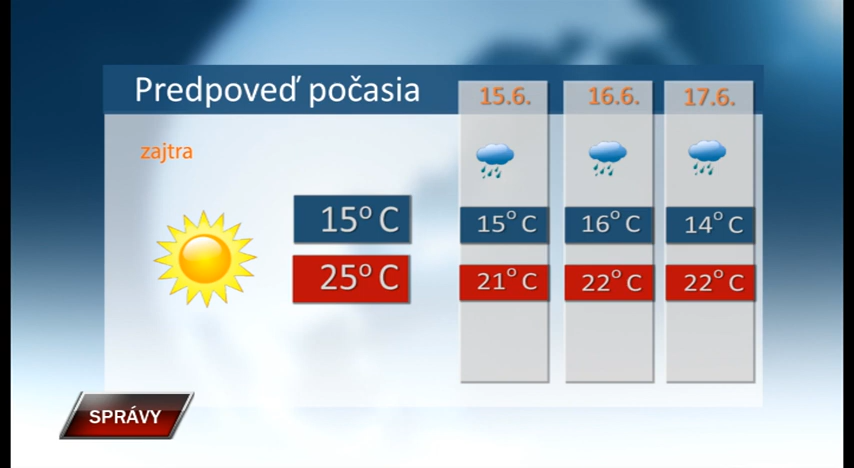 Predpoveď počasia
zajtra
15° C
25° C
15.6. 16.6. 17.6.
15° C 16° C 14° C
21° C 22° C 22° C
SPRÁVY